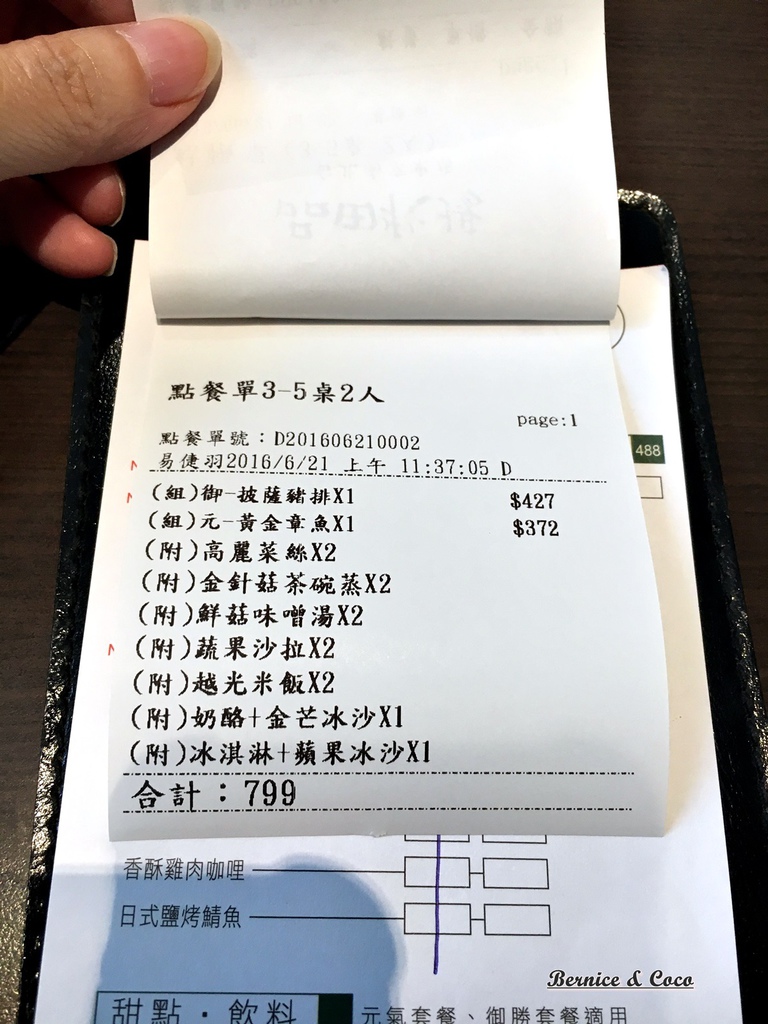 點餐單3-5桌2人
page:1
點餐單號：D201606210002
易倢羽2016/6/21 上午 11:37:05 D
488
(組)御-披薩豬排X1 $427
(組)元-黃金章魚X1 $372
(附)高麗菜絲X2
(附)金針菇茶碗蒸X2
(附)鮮菇味噌湯X2
(附)蔬果沙拉X2
(附)越光米飯X2
(附)奶酪+金芒冰沙X1
(附)冰淇淋+蘋果冰沙X1
合計：799
香酥雞肉咖哩
日式鹽烤鯖魚
Bernice & Coco
甜點．飲料 元氣套餐、御勝套餐適用